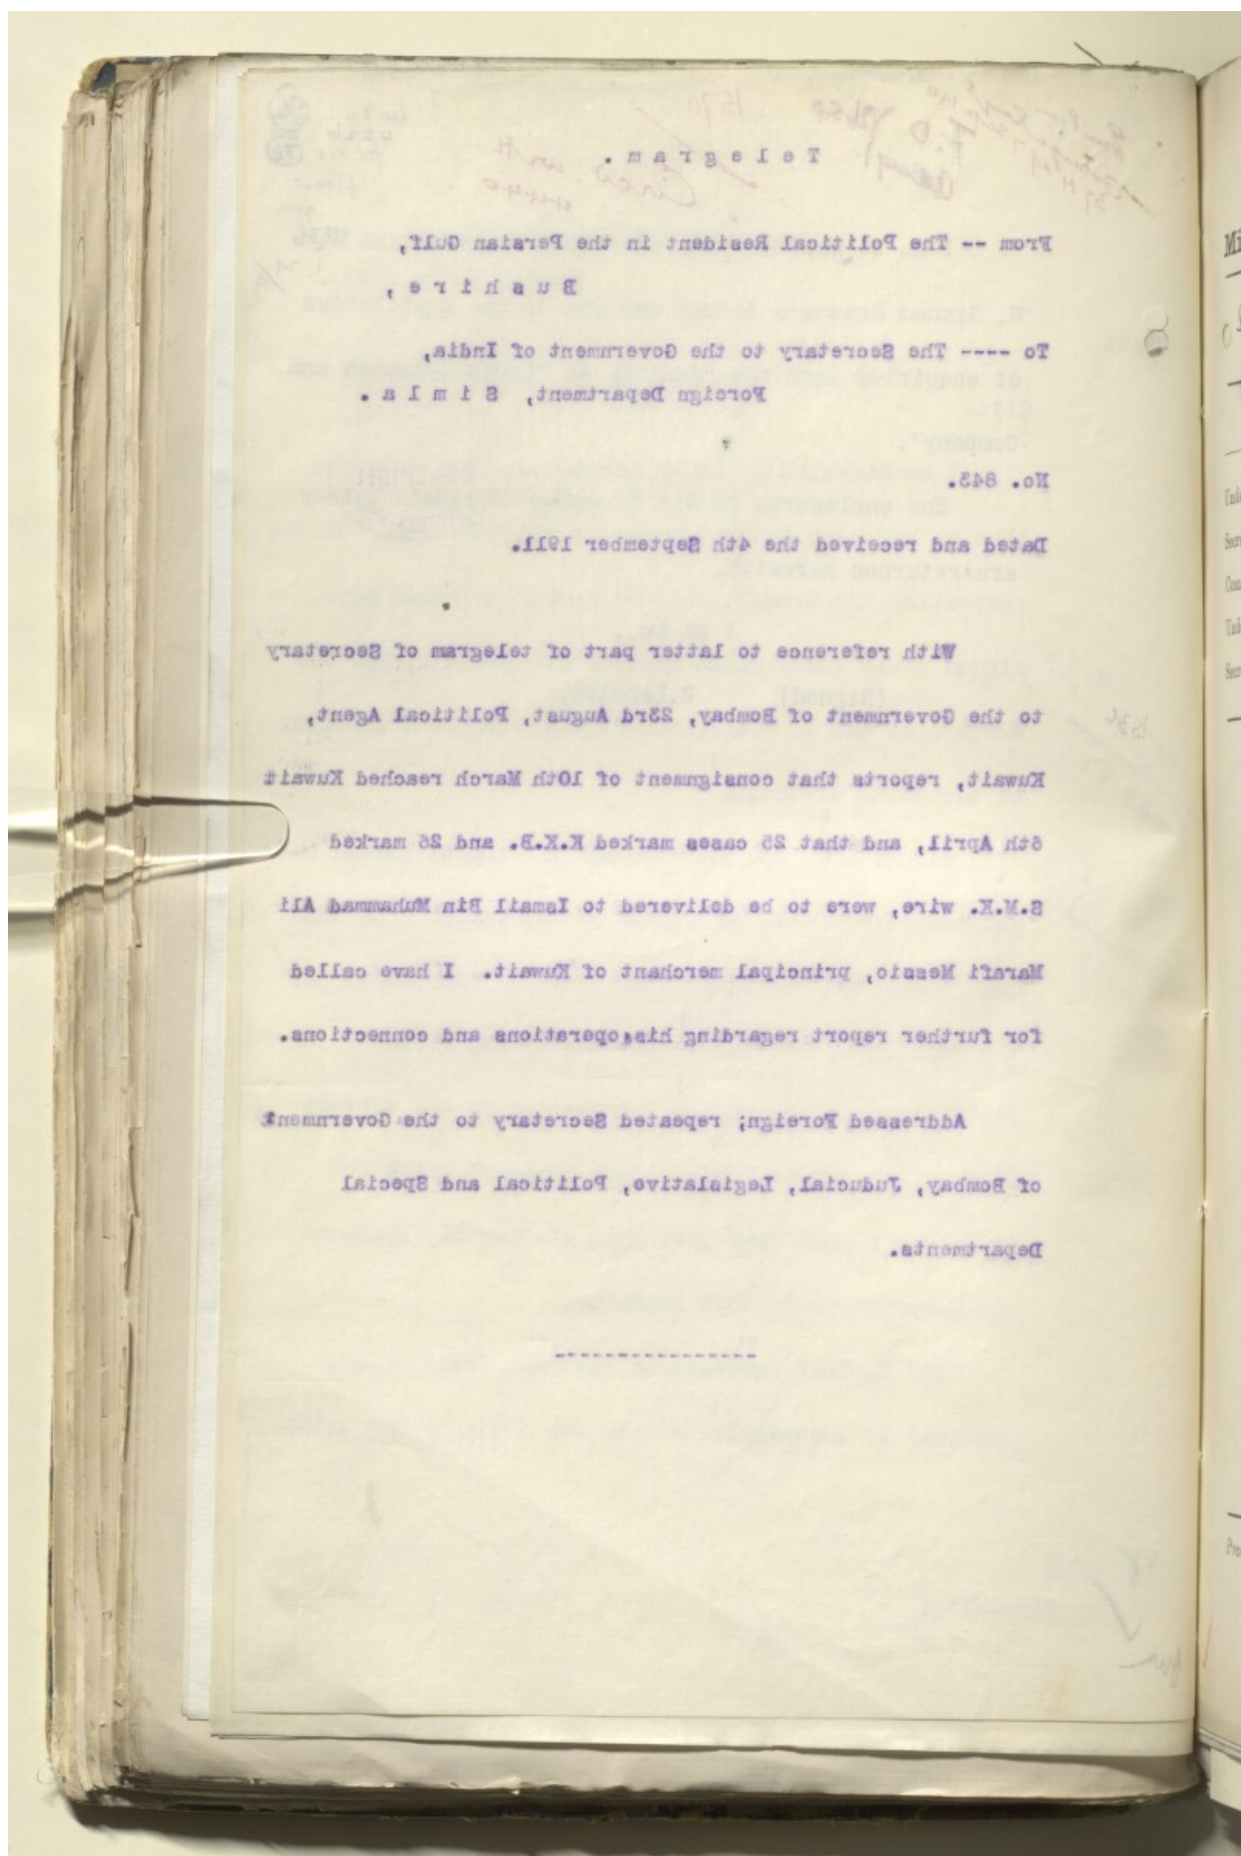 Telegram.
From -- The Political Resident in the Persian Gulf,
Bushire,
To ---- The Secretary to the Government of India,
Foreign Department, Simla.
No. 843.
Dated and received the 4th September 1911.
With reference to latter part of telegram of Secretary
to the Government of Bombay, 23rd August, Political Agent,
Kuwait, reports that consignment of 10th March reached Kuwait
6th April, and that 25 cases marked K.K.B. and 26 marked
S.M.K. wire, were to be delivered to Ismail Bin Muhammad Ali
Marafi Messio, principal merchant of Kuwait. I have called
for further report regarding his operations and connections.
Addressed Foreign; repeated Secretary to the Government
of Bombay, Juducial, Legislative, Political and Special
Departments.
----------------